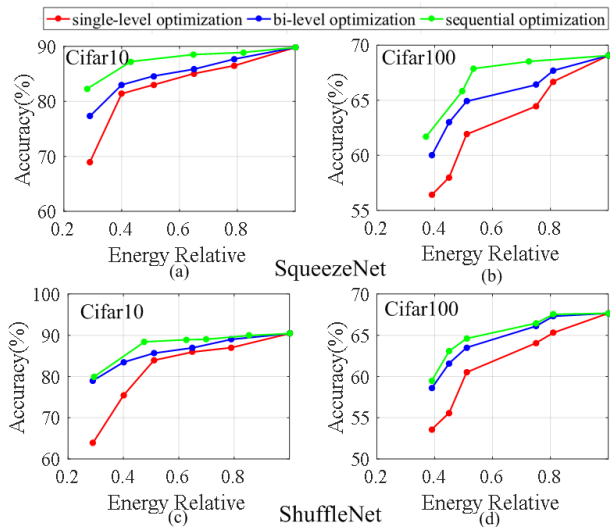 single-level optimization bi-level optimization sequential optimization
90
80
70
60
Accuracy(%)
Cifar10
0.2 0.4 0.6 0.8
Energy Relative
(a)
70
65
60
55
Accuracy(%)
Cifar100
0.2 0.4 0.6 0.8
Energy Relative
(b)
SqueezeNet
100
90
80
70
60
Accuracy(%)
Cifar10
0.2 0.4 0.6 0.8
Energy Relative
(c)
70
65
60
55
50
Accuracy(%)
Cifar100
0.2 0.4 0.6 0.8
Energy Relative
(d)
ShuffleNet